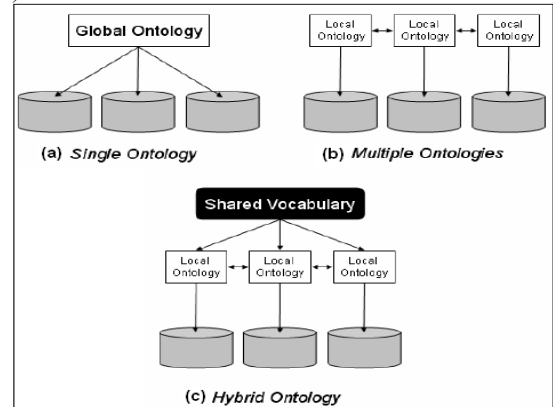 Global Ontology
(a) Single Ontology
Local
Ontology
Local
Ontology
Local
Ontology
(b) Multiple Ontologies
Shared Vocabulary
Local
Ontology
Local
Ontology
Local
Ontology
(c) Hybrid Ontology